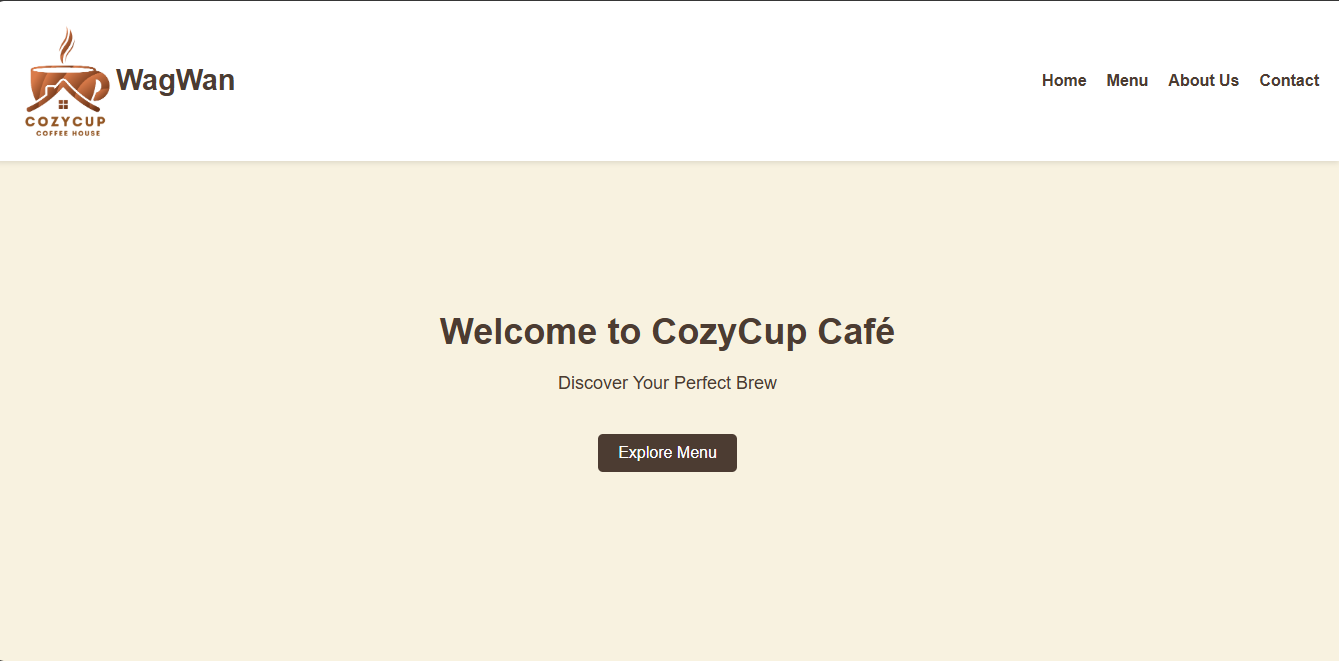 WagWan
COZYCUP
COFFEE HOUSE
Home Menu About Us Contact
Welcome to CozyCup Café
Discover Your Perfect Brew
Explore Menu